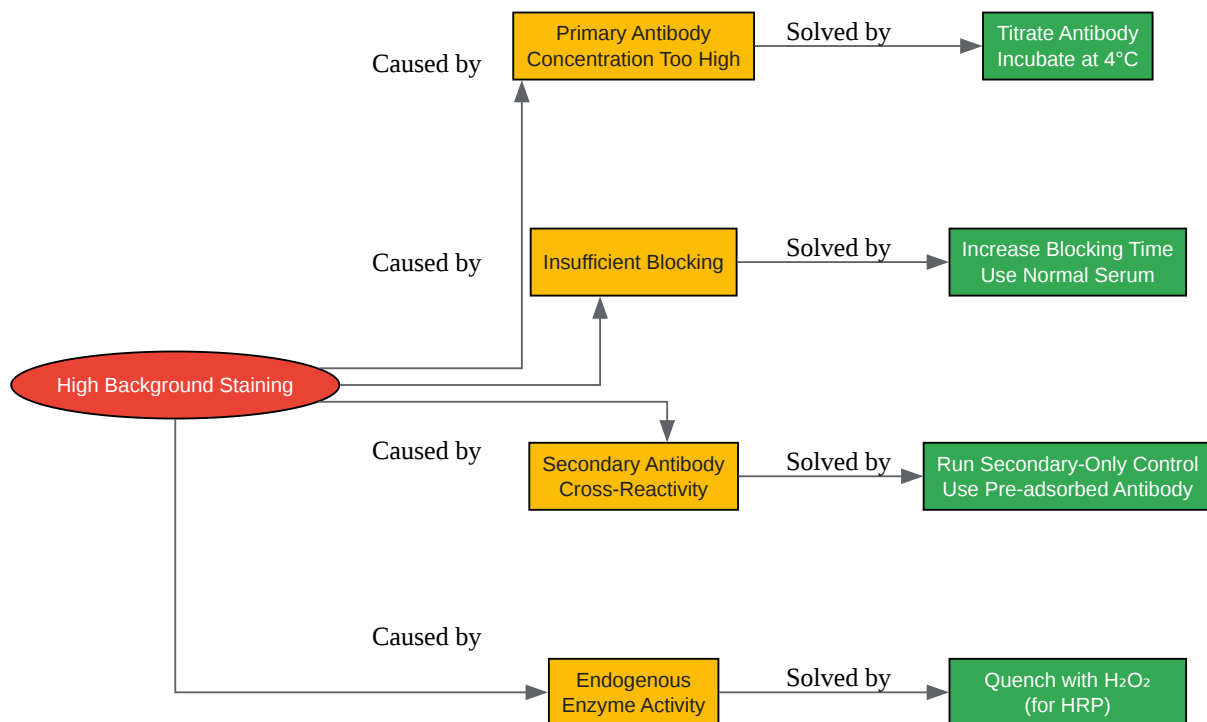 Caused by
Primary Antibody
Concentration Too High
Solved by
Titrate Antibody
Incubate at 4°C
Caused by
Insufficient Blocking
Solved by
Increase Blocking Time
Use Normal Serum
High Background Staining
Caused by
Secondary Antibody
Cross-Reactivity
Solved by
Run Secondary-Only Control
Use Pre-adsorbed Antibody
Caused by
Endogenous
Enzyme Activity
Solved by
Quench with H₂O₂
(for HRP)